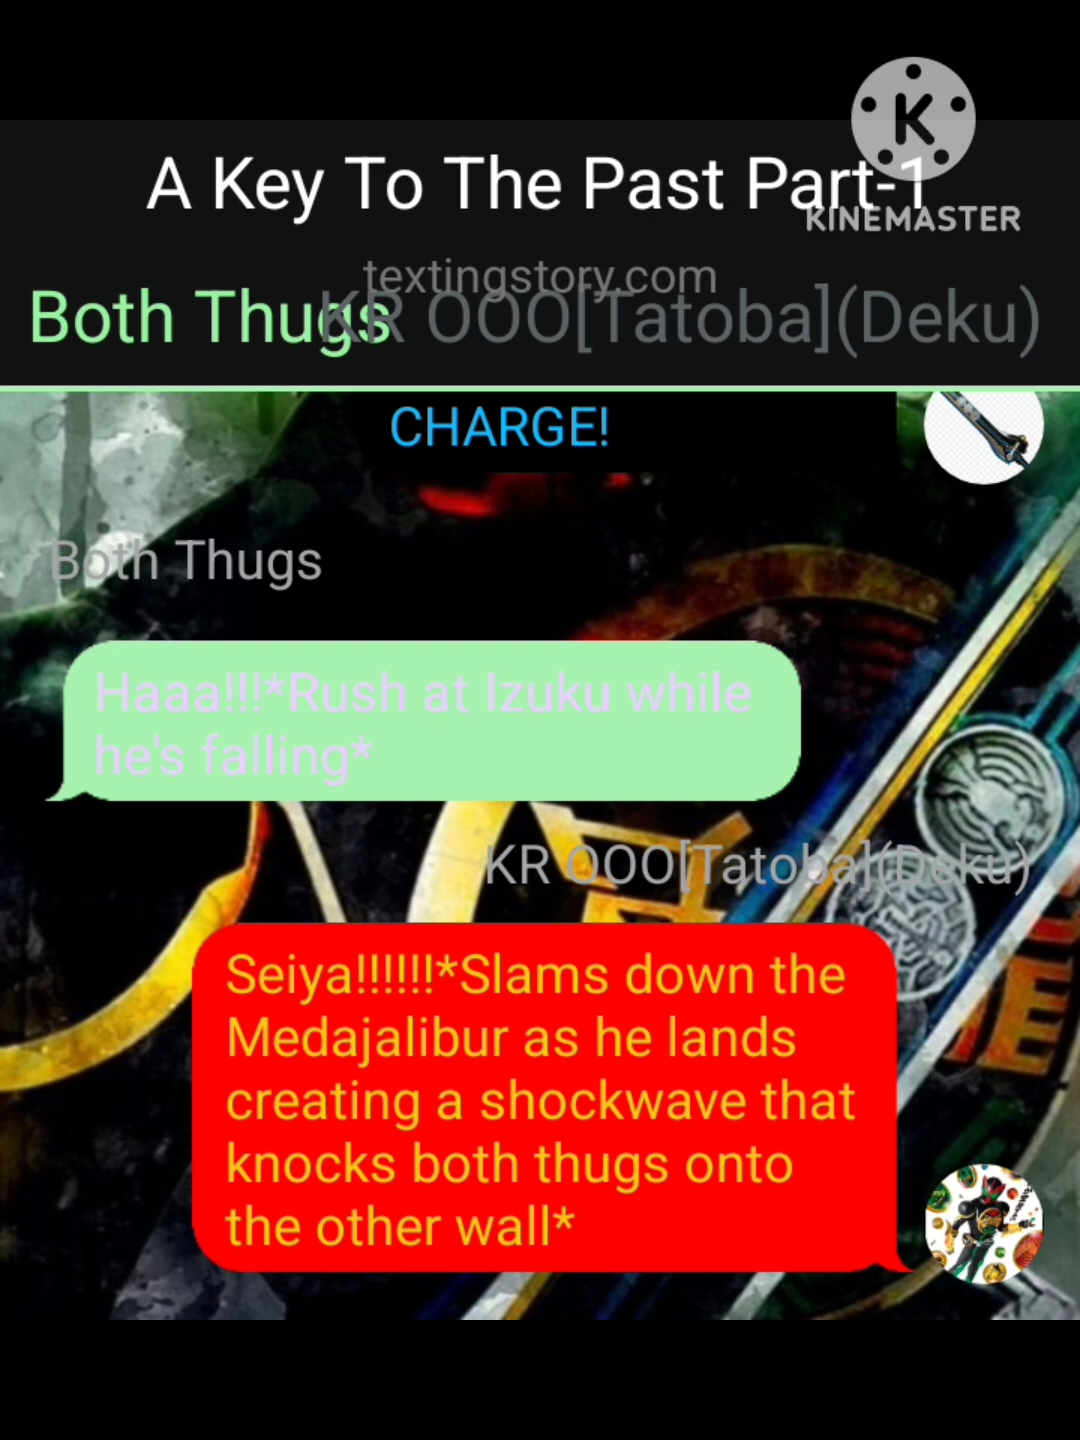 A Key To The Past Part-1
KINEMASTER
textingstory.com
Both Thugs KR OOO[Tatoba](Deku)
CHARGE!
Both Thugs
Haaa!!!*Rush at Izuku while
he's falling*
KR OOO[Tatoba](Deku)
Seiya!!!!!!*Slams down the
Medajalibur as he lands
creating a shockwave that
knocks both thugs onto
the other wall*